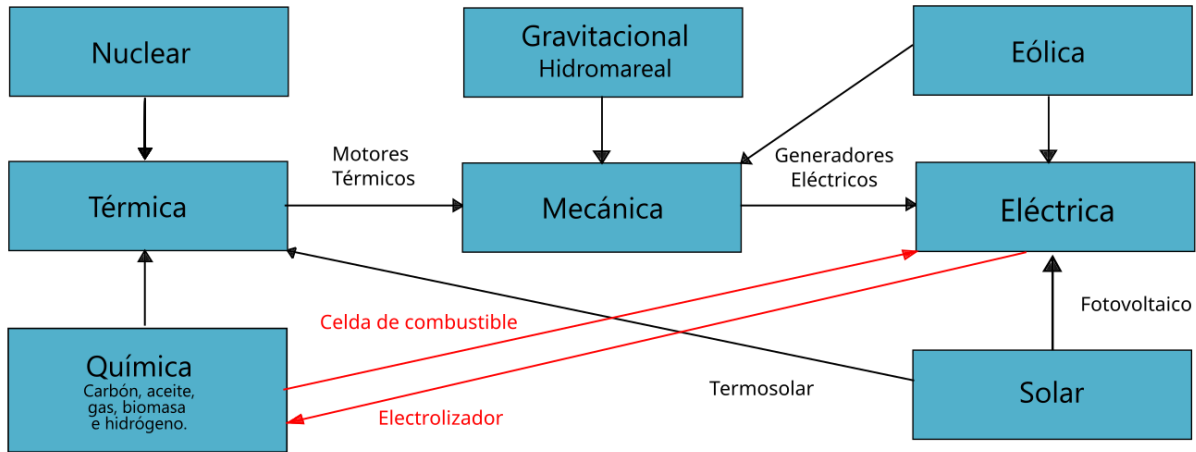 Nuclear
Gravitacional
Hidromareal
Eólica
Motores
Térmicos
Generadores
Eléctricos
Térmica
Mecánica
Eléctrica
Celda de combustible
Fotovoltaico
Química
Carbón, aceite,
gas, biomasa
e hidrógeno.
Electrolizador
Termosolar
Solar